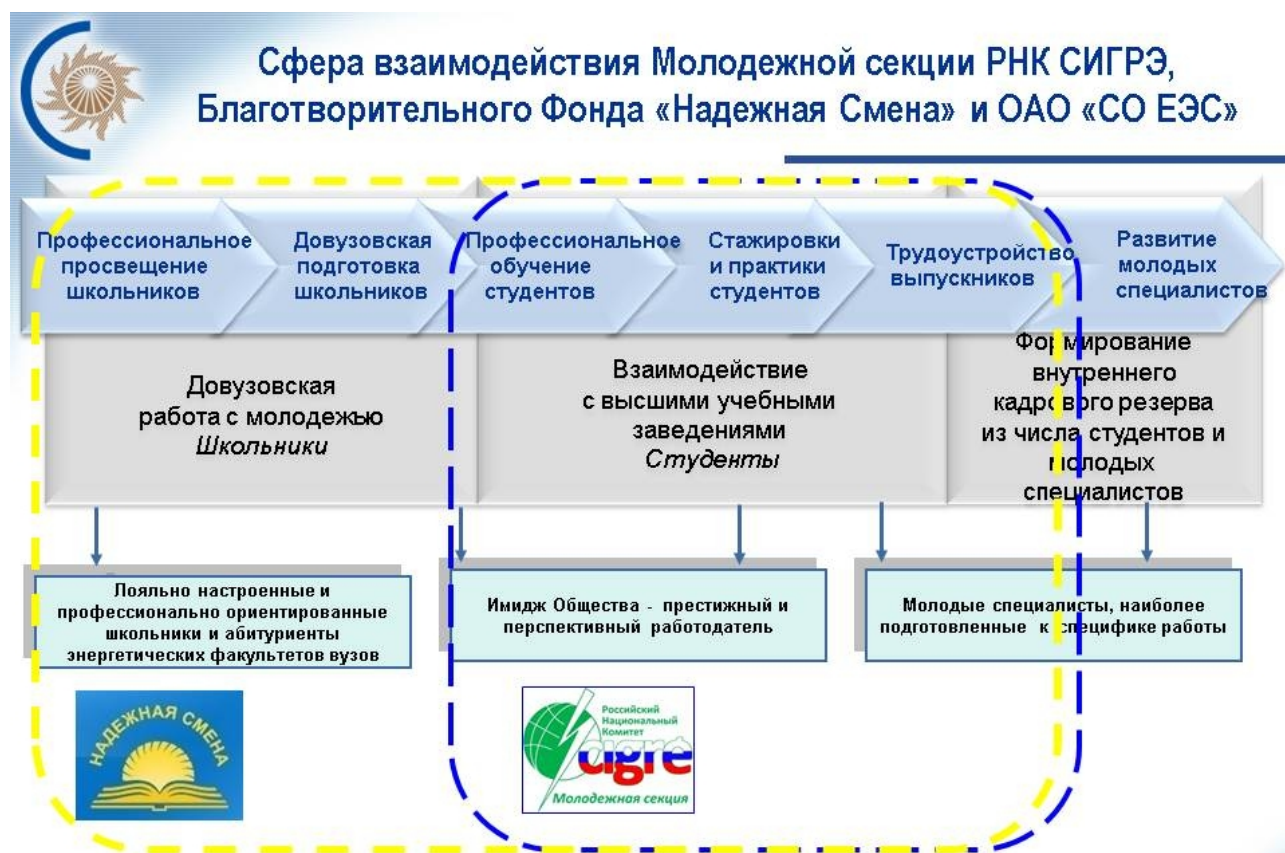 Сфера взаимодействия Молодежной секции РНК СИГРЭ,
Благотворительного Фонда «Надежная Смена» и ОАО «СО ЕЭС»
Профессиональное
просвещение
школьников
Довузовская
подготовка
школьников
Профессиональное
обучение
студентов
Стажировки
и практики
студентов
Трудоустройство
выпускников
Развитие
молодых
специалистов
Довузовская
работа с молодежью
Школьники
Взаимодействие
с высшими учебными
заведениями
Студенты
Формирование
внутреннего
кадрового резерва
из числа студентов и
молодых
специалистов
Лояльно настроенные и
профессионально ориентированные
школьники и абитуриенты
энергетических факультетов вузов
Имидж Общества - престижный и
перспективный работодатель
Молодые специалисты, наиболее
подготовленные к специфике работы
НАДЕЖНАЯ СМЕНА
Российский
Национальный
Комитет
cigre
Молодежная секция